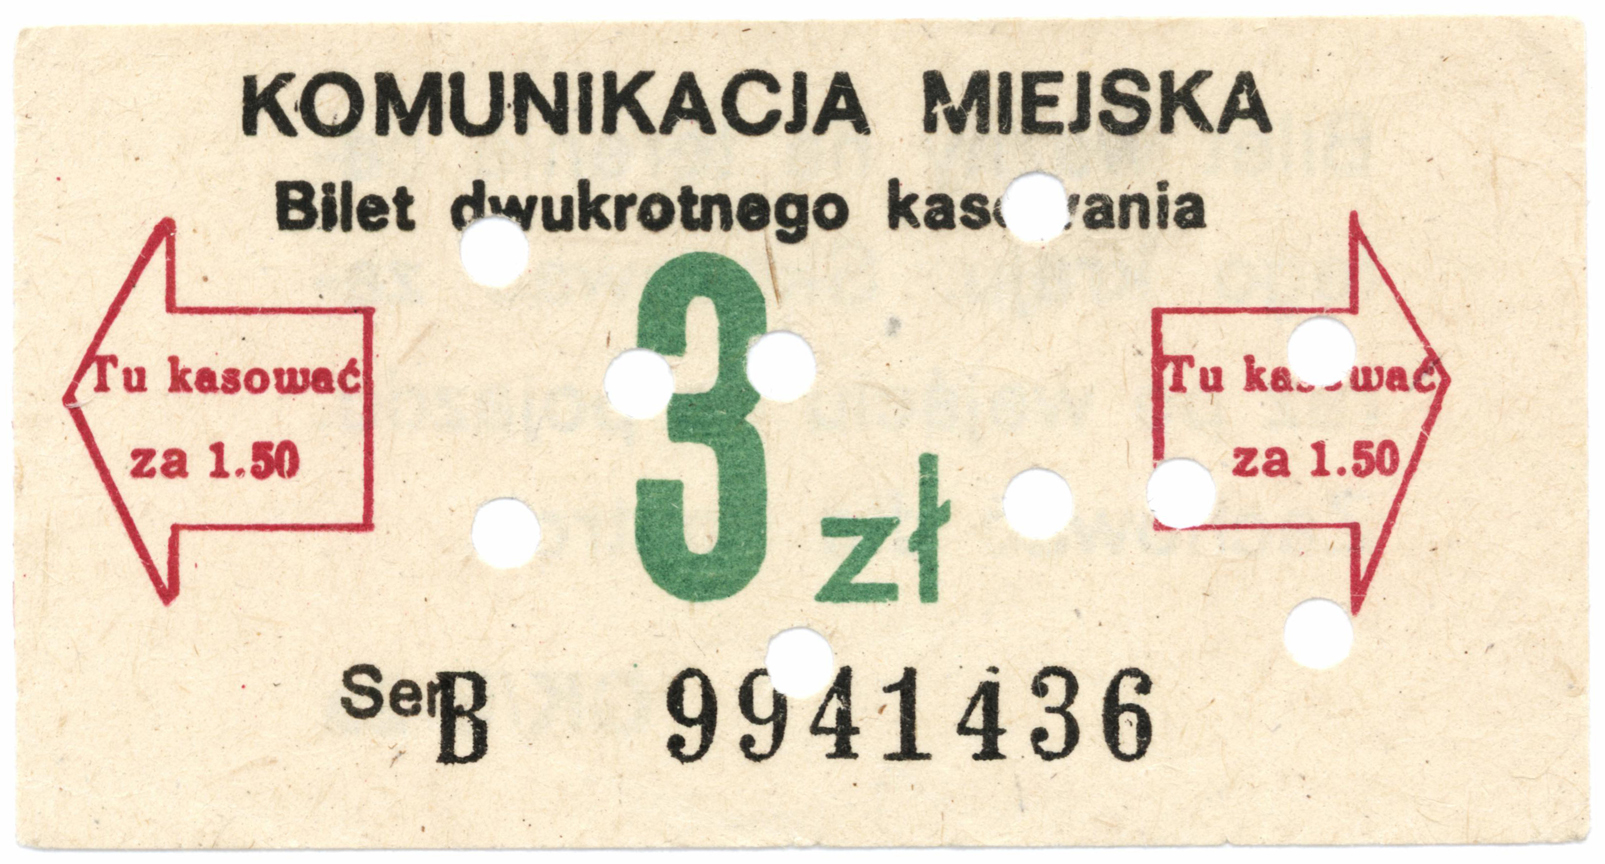 KOMUNIKACJA MIEJSKA
Bilet dwukrotnego kasowania
Tu kasować
za 1.50
3 zł
Tu kasować
za 1.50
Ser. B 9941436